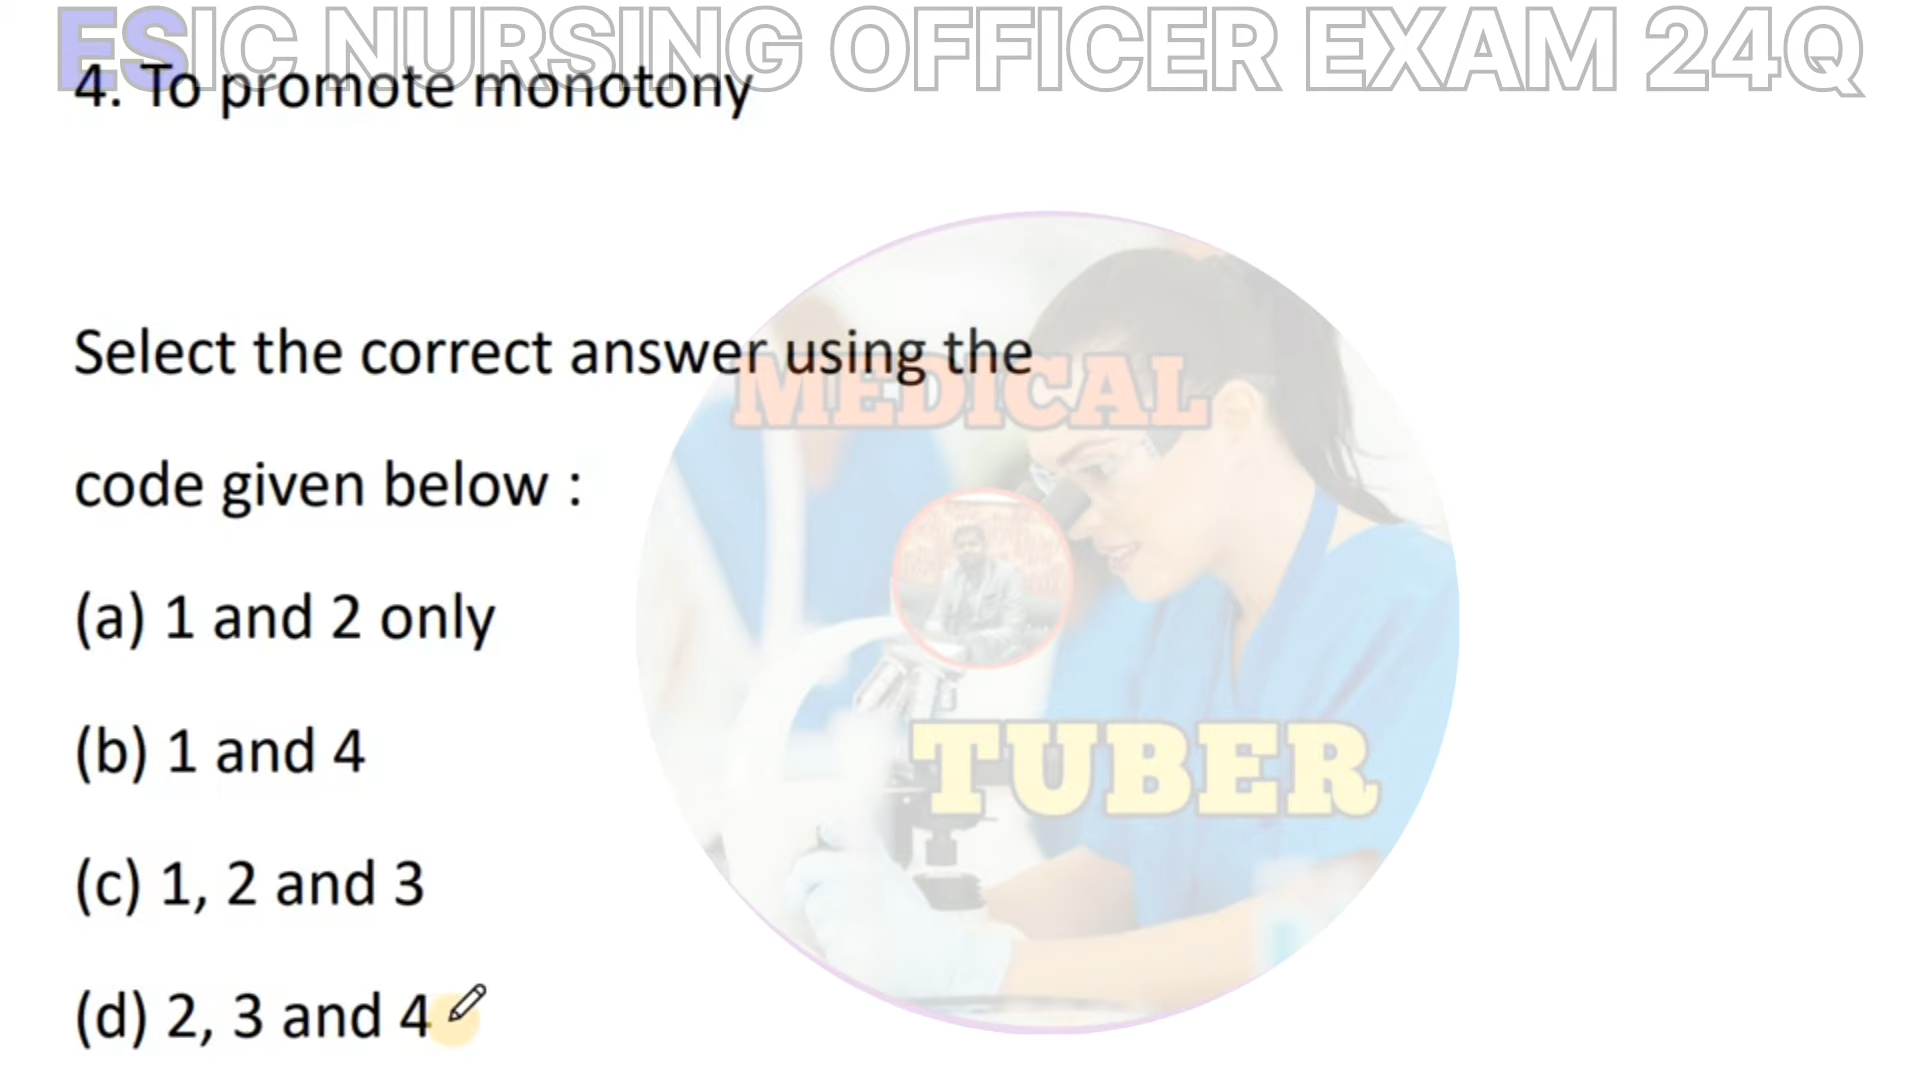 ESIC NURSING OFFICER EXAM 24Q
4. To promote monotony
Select the correct answer using the
MEDICAL
code given below :
(a) 1 and 2 only
(b) 1 and 4
TUBER
(c) 1, 2 and 3
(d) 2, 3 and 4